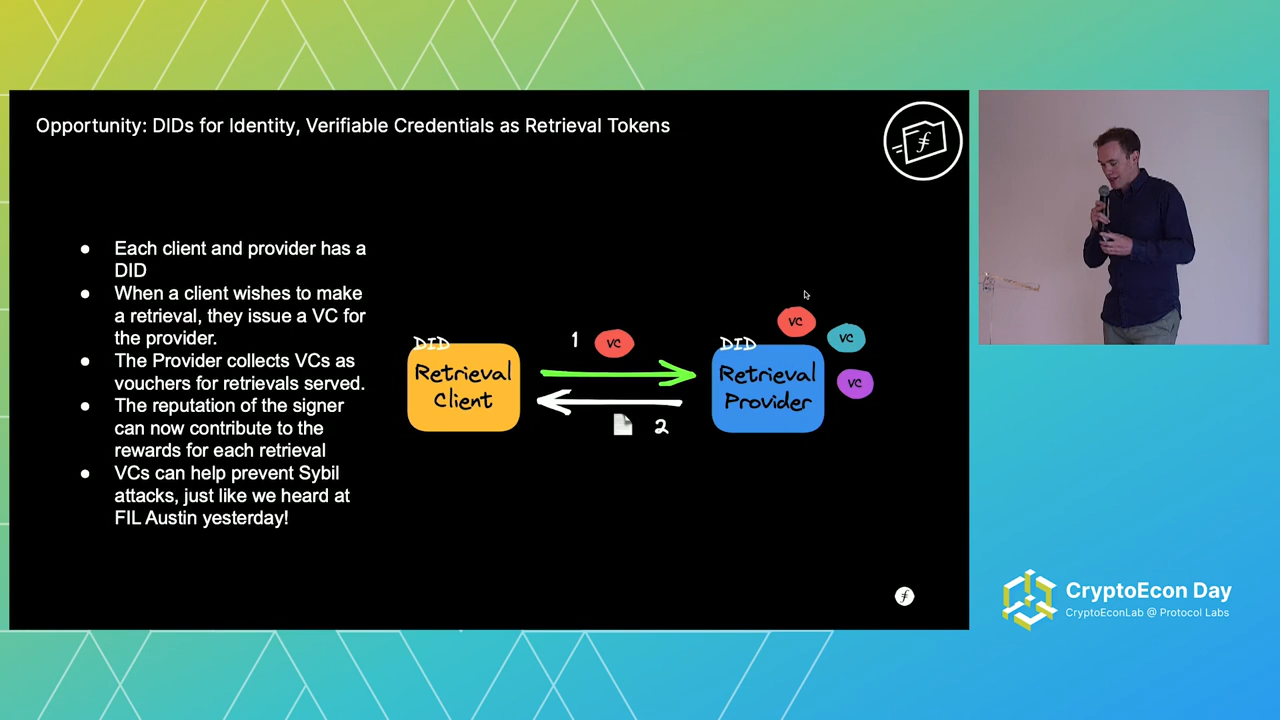 Opportunity: DIDs for Identity, Verifiable Credentials as Retrieval Tokens
● Each client and provider has a
DID
● When a client wishes to make
a retrieval, they issue a VC for
the provider.
● The Provider collects VCs as
vouchers for retrievals served.
● The reputation of the signer
can now contribute to the
rewards for each retrieval
● VCs can help prevent Sybil
attacks, just like we heard at
FIL Austin yesterday!
DID
Retrieval
Client
1
VC
2
DID
Retrieval
Provider
VC
VC
VC
CryptoEcon Day
CryptoEconLab @ Protocol Labs